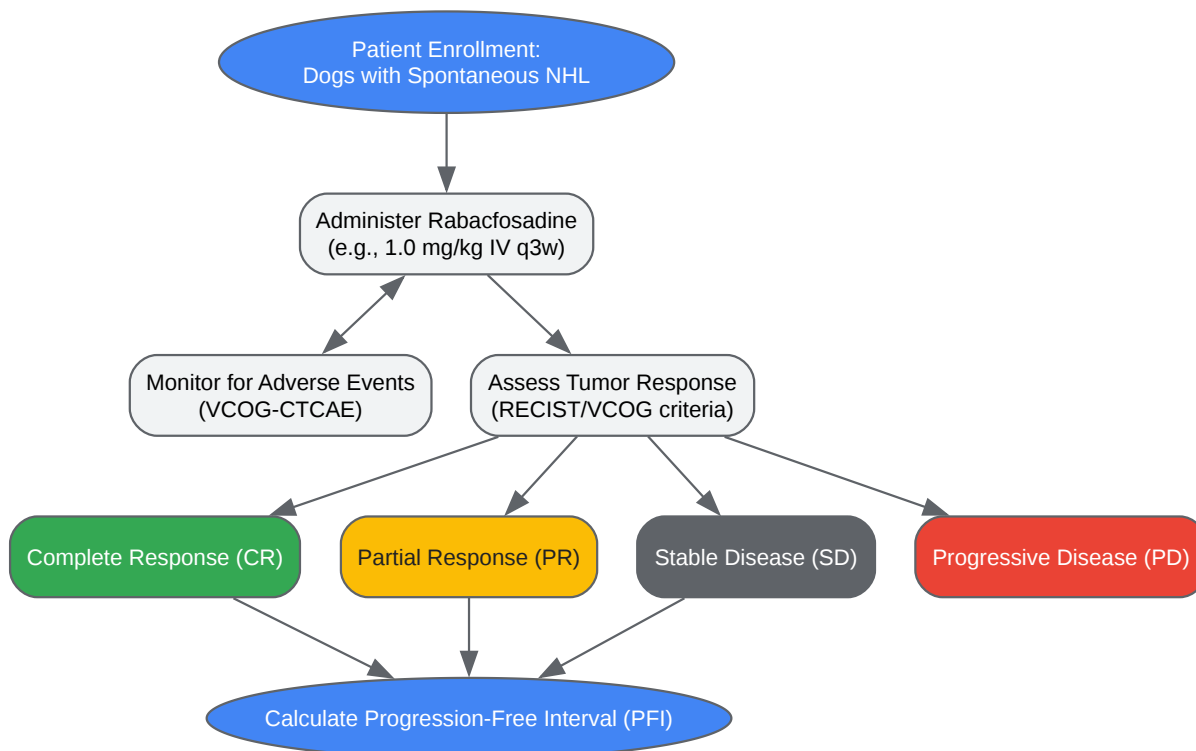 Patient Enrollment:
Dogs with Spontaneous NHL
Administer Rabacfosadine
(e.g., 1.0 mg/kg IV q3w)
Monitor for Adverse Events
(VCOG-CTCAE)
Assess Tumor Response
(RECIST/VCOG criteria)
Complete Response (CR)
Partial Response (PR)
Stable Disease (SD)
Progressive Disease (PD)
Calculate Progression-Free Interval (PFI)